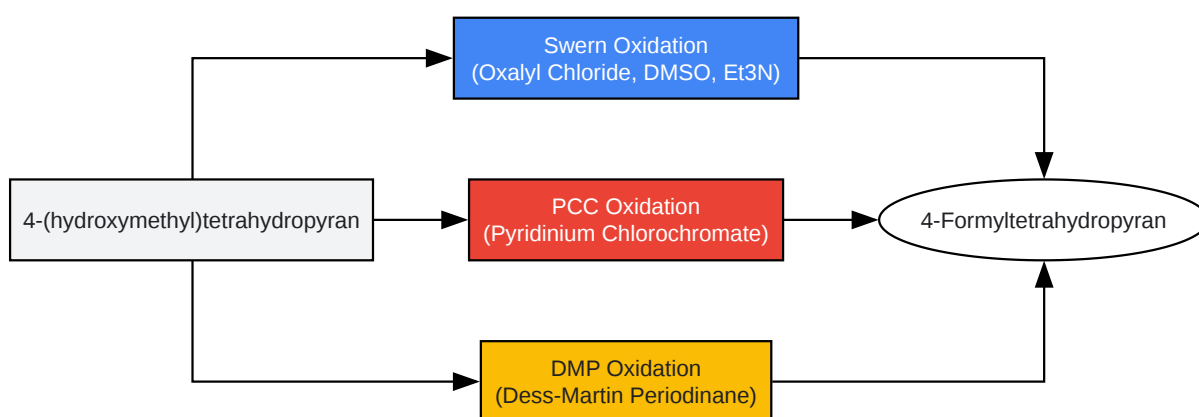 Swern Oxidation
(Oxalyl Chloride, DMSO, Et3N)
4-(hydroxymethyl)tetrahydropyran
PCC Oxidation
(Pyridinium Chlorochromate)
4-Formyltetrahydropyran
DMP Oxidation
(Dess-Martin Periodinane)